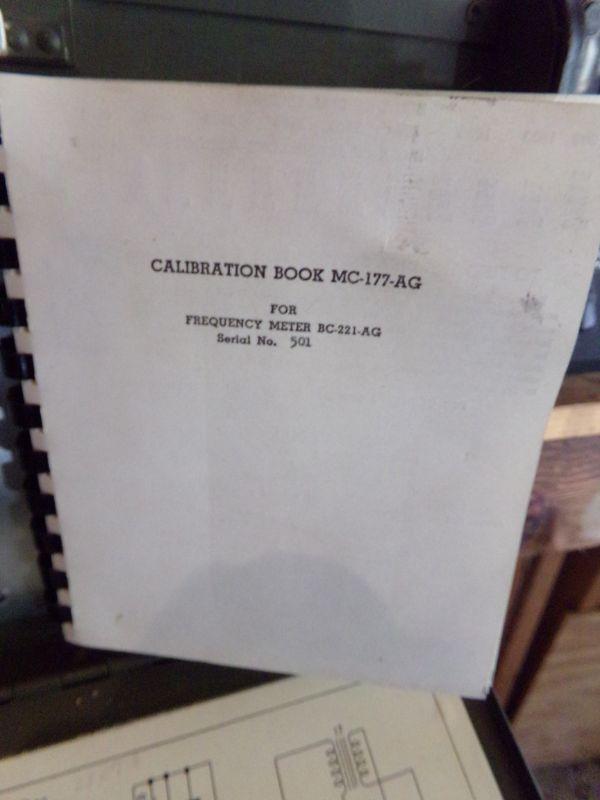 CALIBRATION BOOK MC-177-AG
FOR
FREQUENCY METER BC-221-AG
Serial No. 501